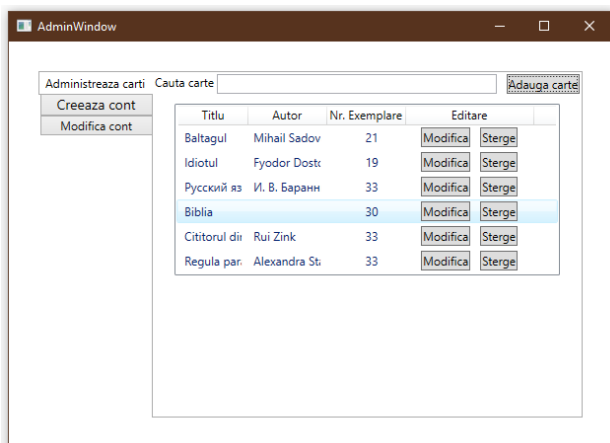 AdminWindow
Administreaza carti Cauta carte Adauga carte
Creeaza cont
Modifica cont
Titlu Autor Nr. Exemplare Editare
Baltagul Mihail Sadov 21 Modifica Sterge
Idiotul Fyodor Dosto 19 Modifica Sterge
Русский яз И. В. Баранн 33 Modifica Sterge
Biblia 30 Modifica Sterge
Cititorul din Rui Zink 33 Modifica Sterge
Regula par Alexandra Sta 33 Modifica Sterge